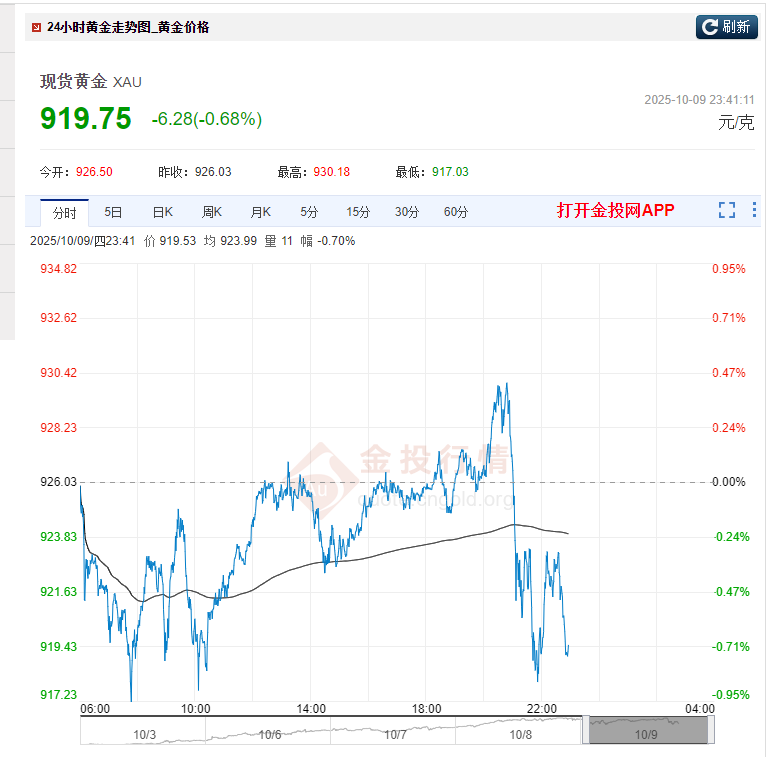 24小时黄金走势图_黄金价格
刷新
现货黄金 XAU
919.75 -6.28(-0.68%)
2025-10-09 23:41:11
元/克
今开：926.50 昨收：926.03 最高：930.18 最低：917.03
分时 5日 日K 周K 月K 5分 15分 30分 60分 打开金投网APP
2025/10/09/四23:41 价 919.53 均 923.99 量 11 幅 -0.70%
934.82 0.95%
932.62 0.71%
930.42 0.47%
928.23 0.24%
金投行情
926.03 0.00%
923.83 -0.24%
921.63 -0.47%
919.43 -0.71%
917.23 -0.95%
06:00 10:00 14:00 18:00 22:00 04:00
10/3 10/6 10/7 10/8 10/9